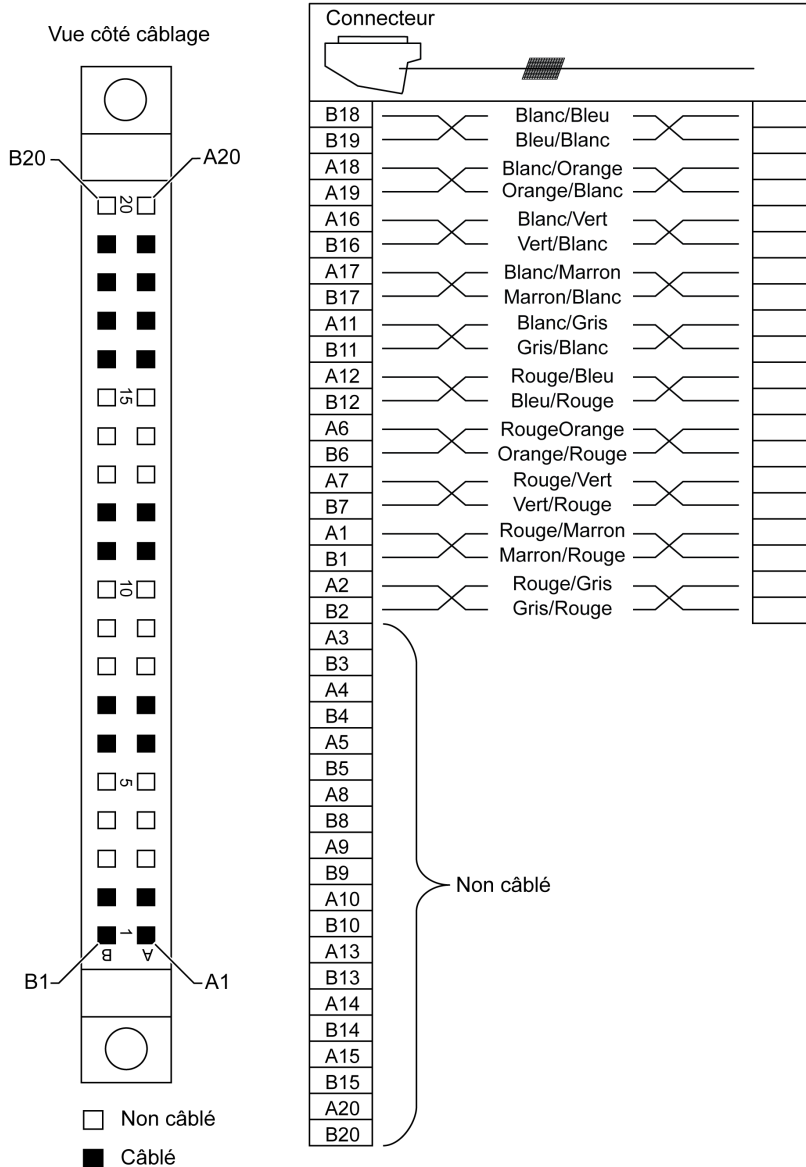 Vue côté câblage
B20
A20
20
15
10
5
1
B
A
B1
A1
Non câblé
Câblé
Connecteur
B18
Blanc/Bleu
B19
Bleu/Blanc
A18
Blanc/Orange
A19
Orange/Blanc
A16
Blanc/Vert
B16
Vert/Blanc
A17
Blanc/Marron
B17
Marron/Blanc
A11
Blanc/Gris
B11
Gris/Blanc
A12
Rouge/Bleu
B12
Bleu/Rouge
A6
RougeOrange
B6
Orange/Rouge
A7
Rouge/Vert
B7
Vert/Rouge
A1
Rouge/Marron
B1
Marron/Rouge
A2
Rouge/Gris
B2
Gris/Rouge
A3
B3
A4
B4
A5
B5
A8
B8
A9
B9
Non câblé
A10
B10
A13
B13
A14
B14
A15
B15
A20
B20